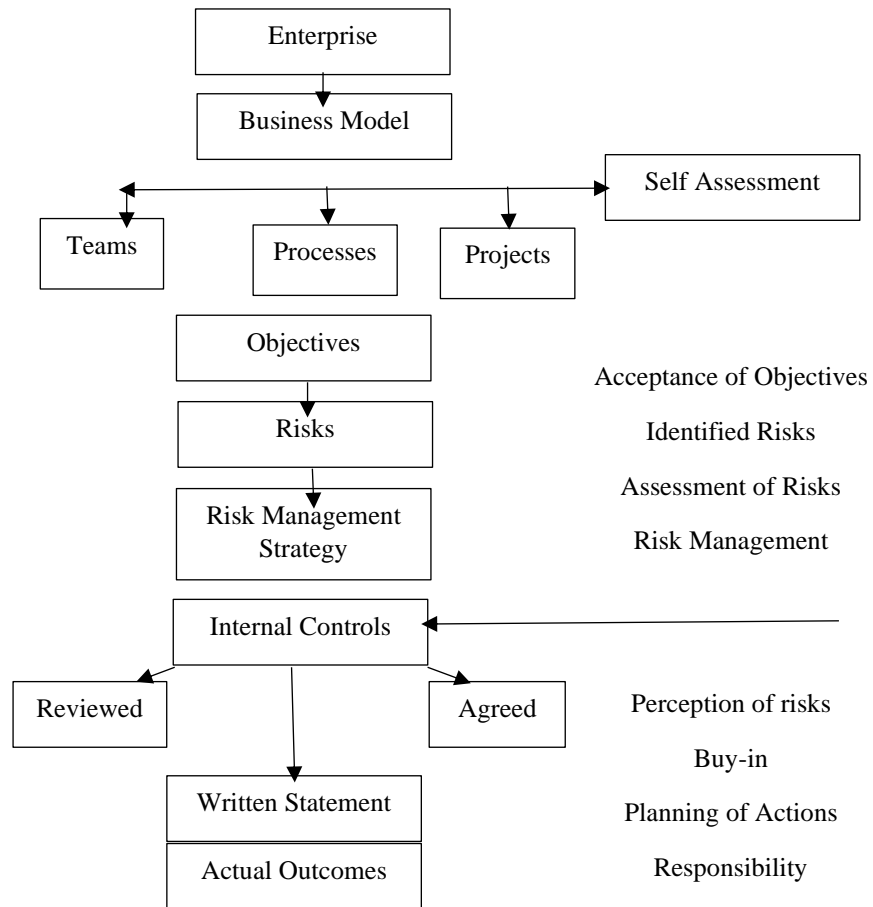 Enterprise
Business Model
Self Assessment
Teams
Processes
Projects
Objectives
Acceptance of Objectives
Risks
Identified Risks
Assessment of Risks
Risk Management
Strategy
Risk Management
Internal Controls
Reviewed
Agreed
Perception of risks
Buy-in
Written Statement
Planning of Actions
Actual Outcomes
Responsibility